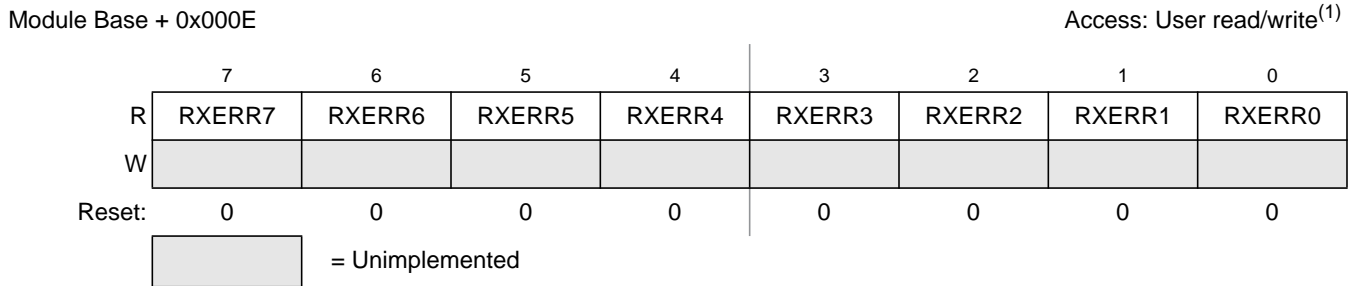 Module Base + 0x000E Access: User read/write(1)
7 6 5 4 3 2 1 0
R RXERR7 RXERR6 RXERR5 RXERR4 RXERR3 RXERR2 RXERR1 RXERR0
W
Reset: 0 0 0 0 0 0 0 0
= Unimplemented